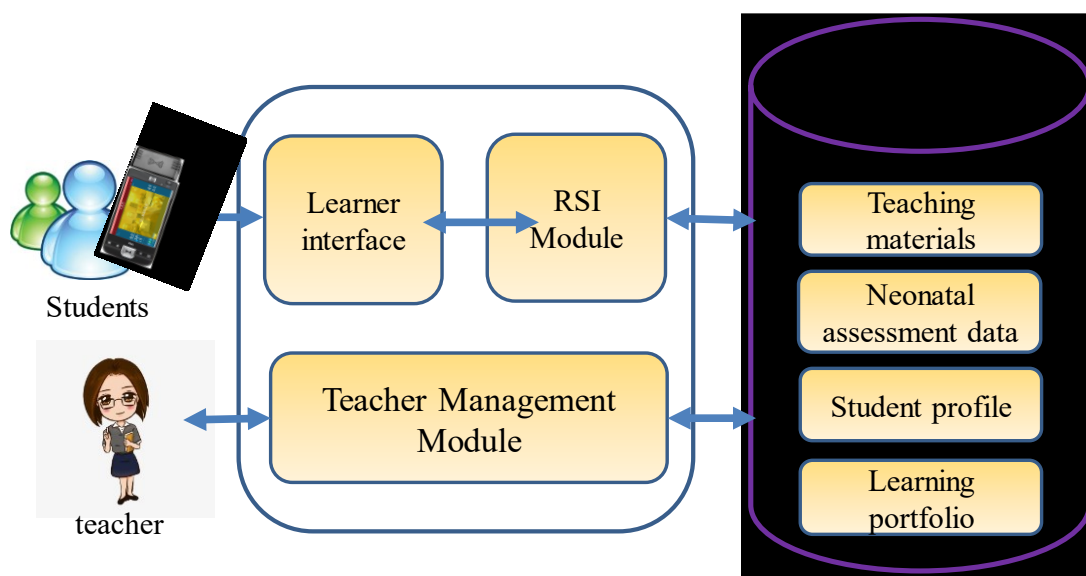 Learner
interface
RSI
Module
Students
Teacher Management
Module
teacher
Teaching
materials
Neonatal
assessment data
Student profile
Learning
portfolio